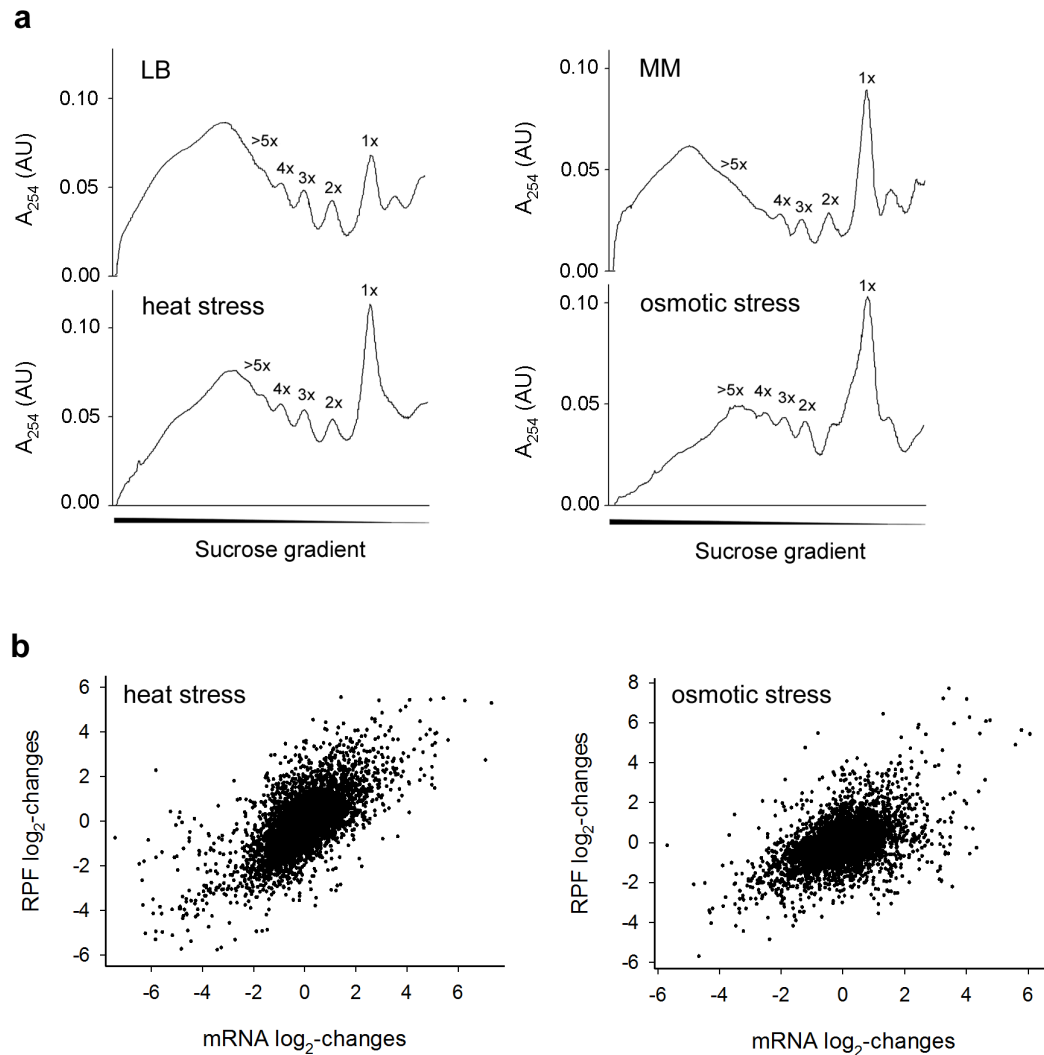 a
LB
MM
0.10
0.05
0.00
A254 (AU)
>5x
4x
3x
2x
1x
0.10
0.05
0.00
A254 (AU)
>5x
4x
3x
2x
1x
heat stress
osmotic stress
0.10
0.05
0.00
A254 (AU)
>5x
4x
3x
2x
1x
0.10
0.05
0.00
A254 (AU)
>5x
4x
3x
2x
1x
Sucrose gradient
Sucrose gradient
b
heat stress
6
4
2
0
-2
-4
-6
RPF log2-changes
-6 -4 -2 0 2 4 6
mRNA log2-changes
osmotic stress
8
6
4
2
0
-2
-4
-6
RPF log2-changes
-6 -4 -2 0 2 4 6
mRNA log2-changes